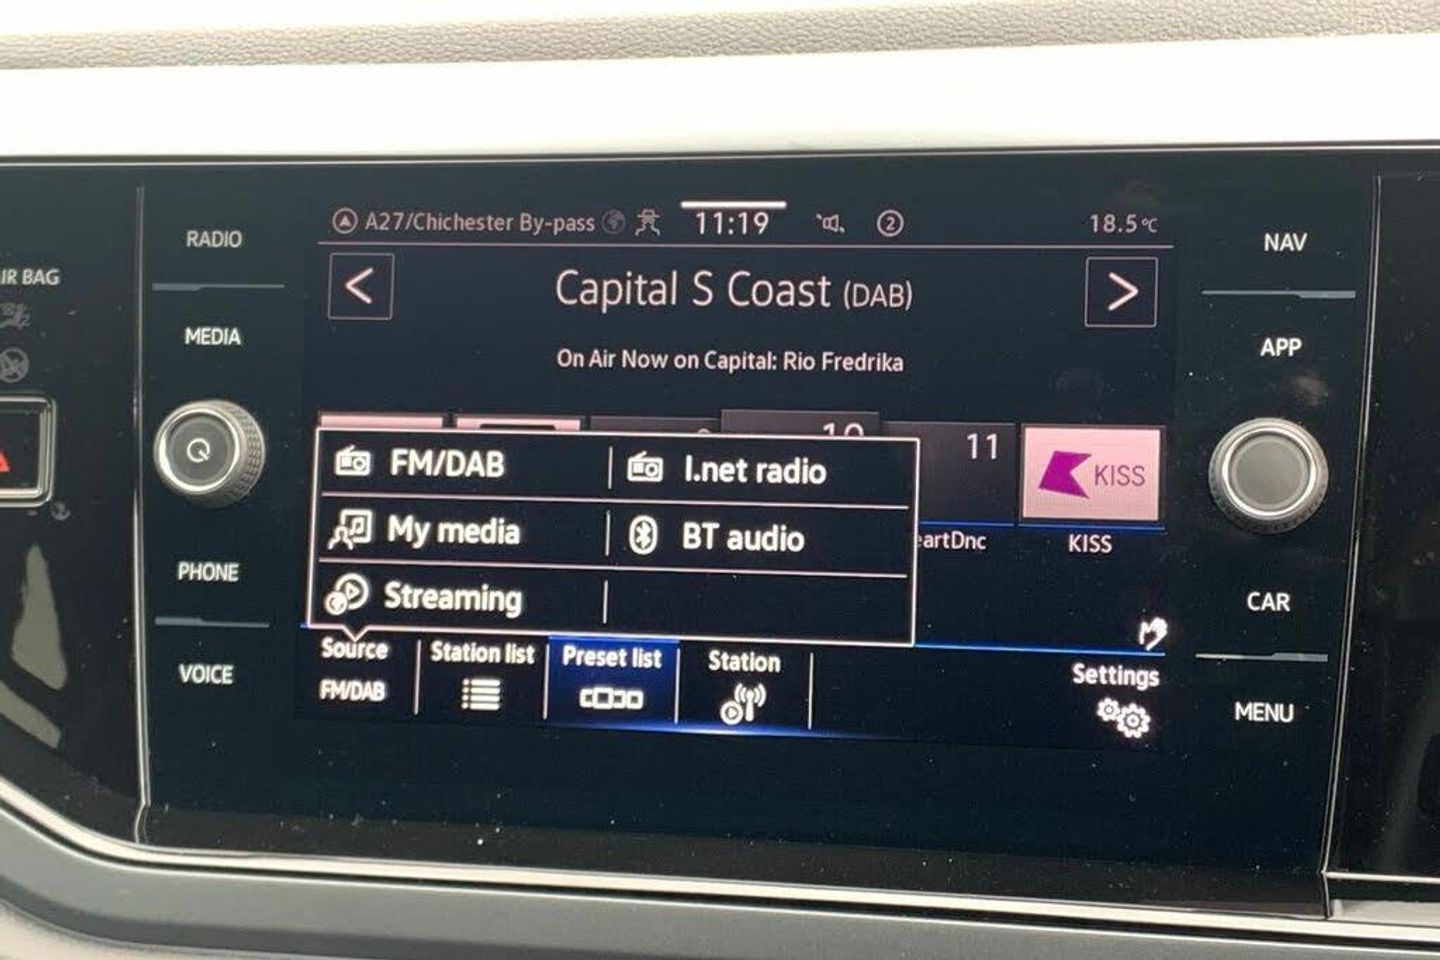 RADIO
MEDIA
PHONE
VOICE
IR BAG
A27/Chichester By-pass
11:19
2
18.5°C
Capital S Coast (DAB)
On Air Now on Capital: Rio Fredrika
10
11
KISS
eartDnc
KISS
FM/DAB
I.net radio
My media
BT audio
Streaming
Source
FM/DAB
Station list
Preset list
Station
Settings
NAV
APP
CAR
MENU